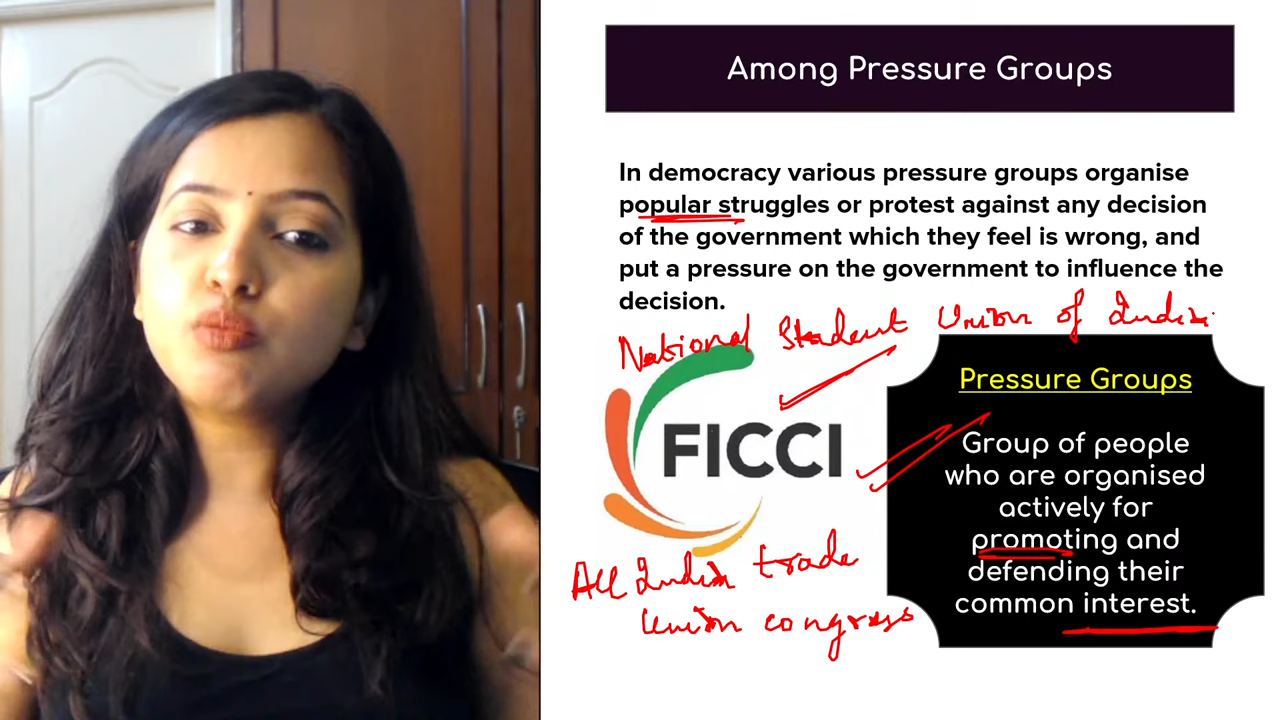 Among Pressure Groups
In democracy various pressure groups organise
popular struggles or protest against any decision
of the government which they feel is wrong, and
put a pressure on the government to influence the
decision.
National Student Union of India
FICCI
All India trade
Union congress
Pressure Groups
Group of people
who are organised
actively for
promoting and
defending their
common interest.